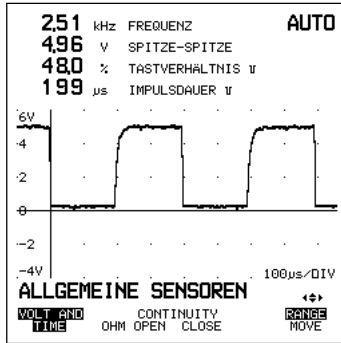 2,51 kHz FREQUENZ AUTO
4,96 V SPITZE-SPITZE
48,0 % TASTVERHÄLTNIS
199 µs IMPULSDAUER
6V
4
2
0
-2
-4V
100µs/DIV
ALLGEMEINE SENSOREN
VOLT AND TIME CONTINUITY RANGE
OHM OPEN CLOSE MOVE